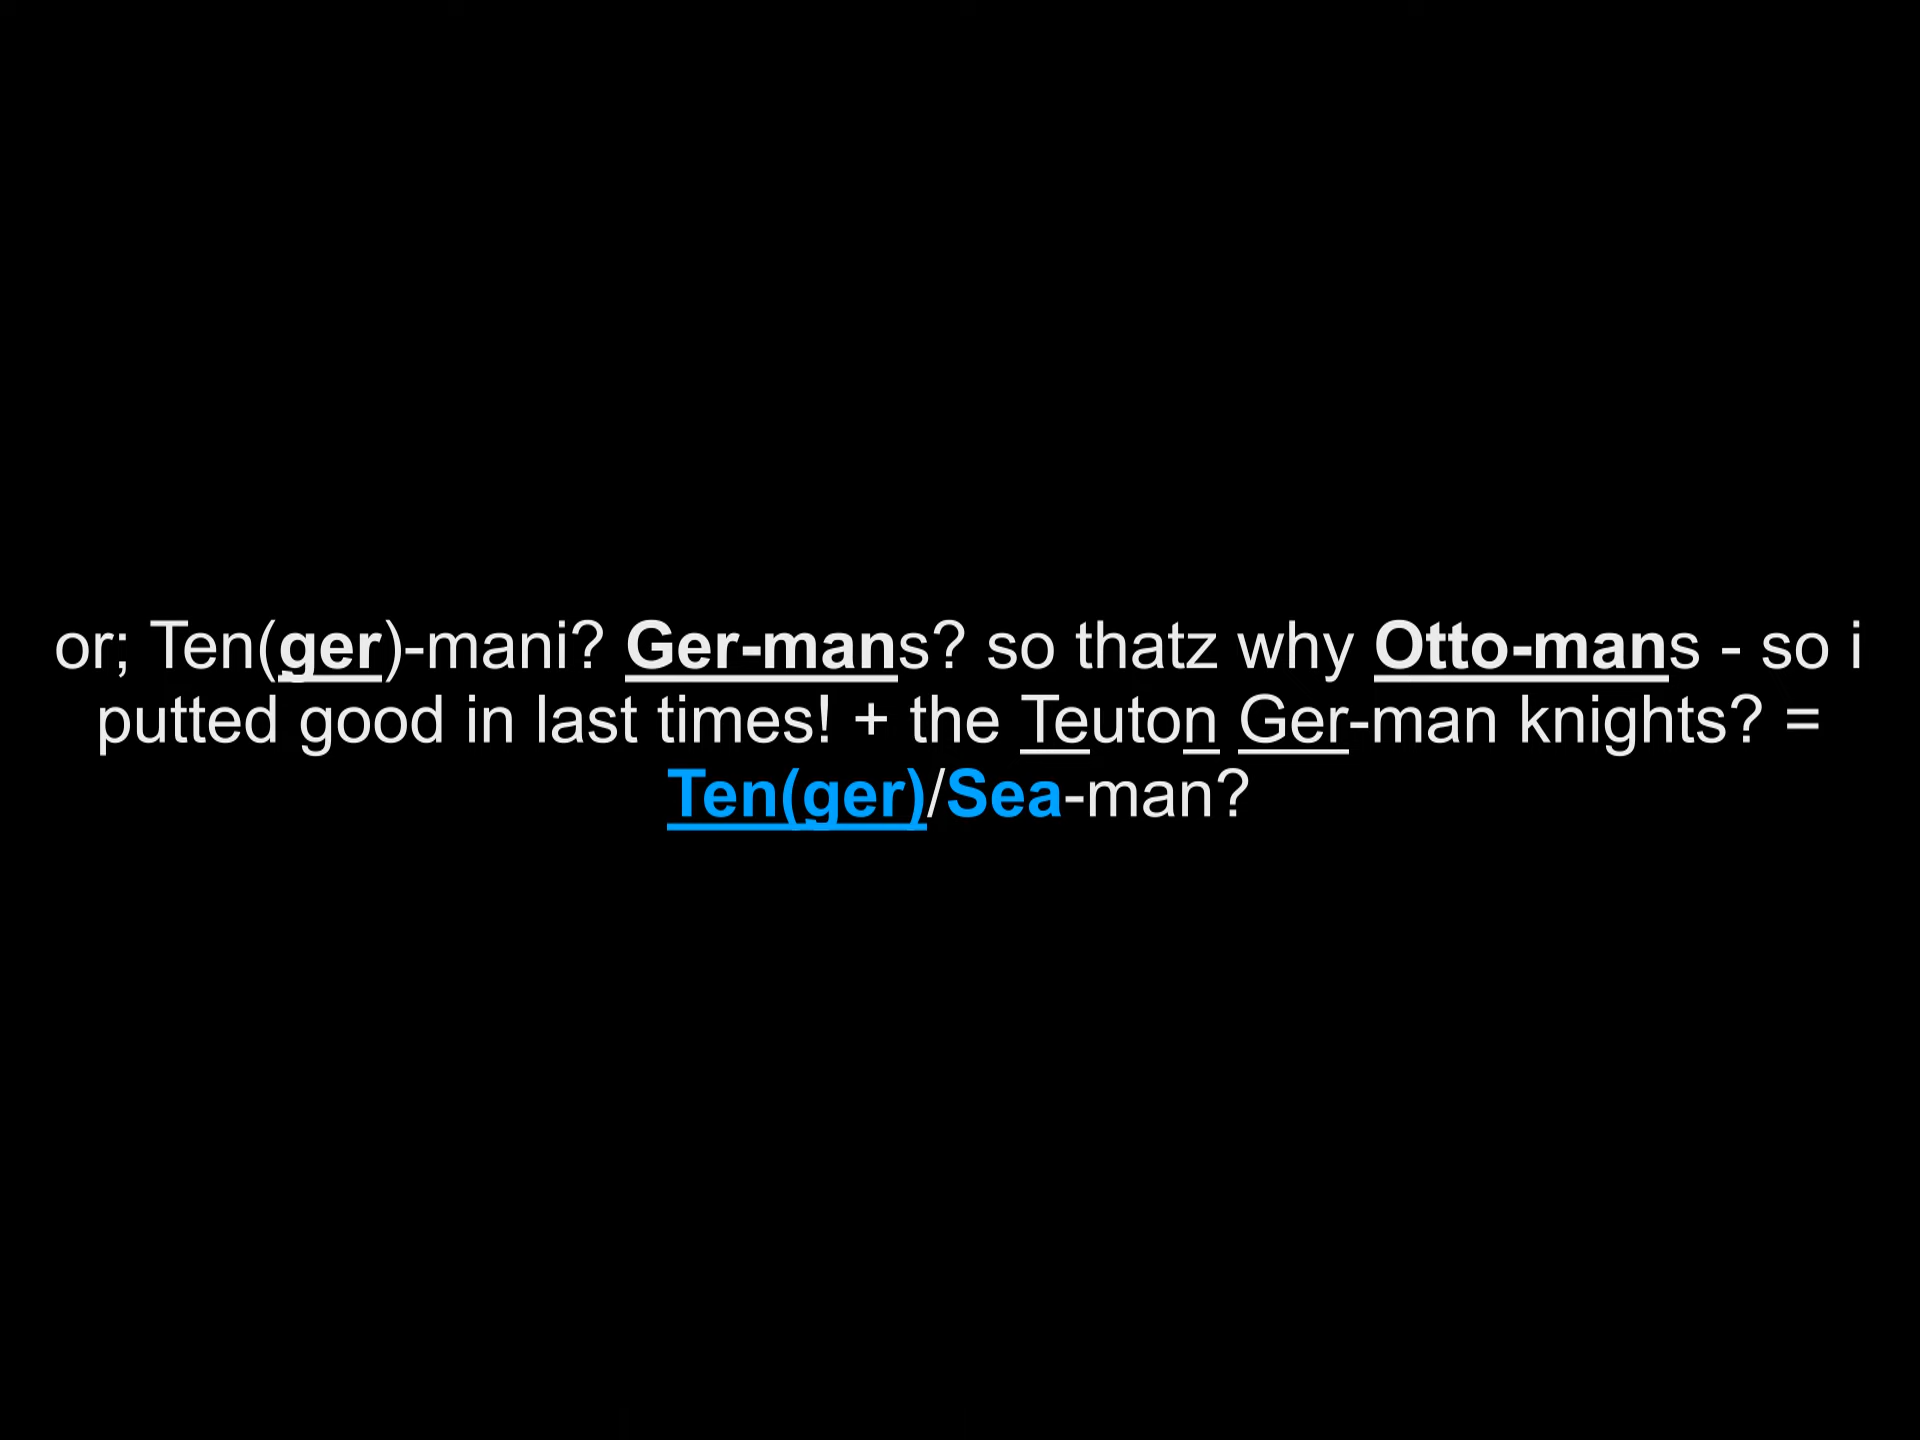 or; Ten(ger)-mani? Ger-mans? so thatz why Otto-mans - so i
putted good in last times! + the Teuton Ger-man knights? =
Ten(ger)/Sea-man?